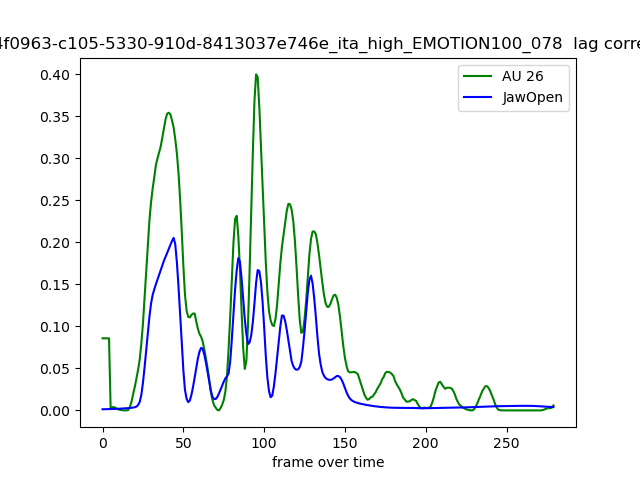 4f0963-c105-5330-910d-8413037e746e_ita_high_EMOTION100_078 lag corre
AU 26
JawOpen
0.40
0.35
0.30
0.25
0.20
0.15
0.10
0.05
0.00
0 50 100 150 200 250
frame over time